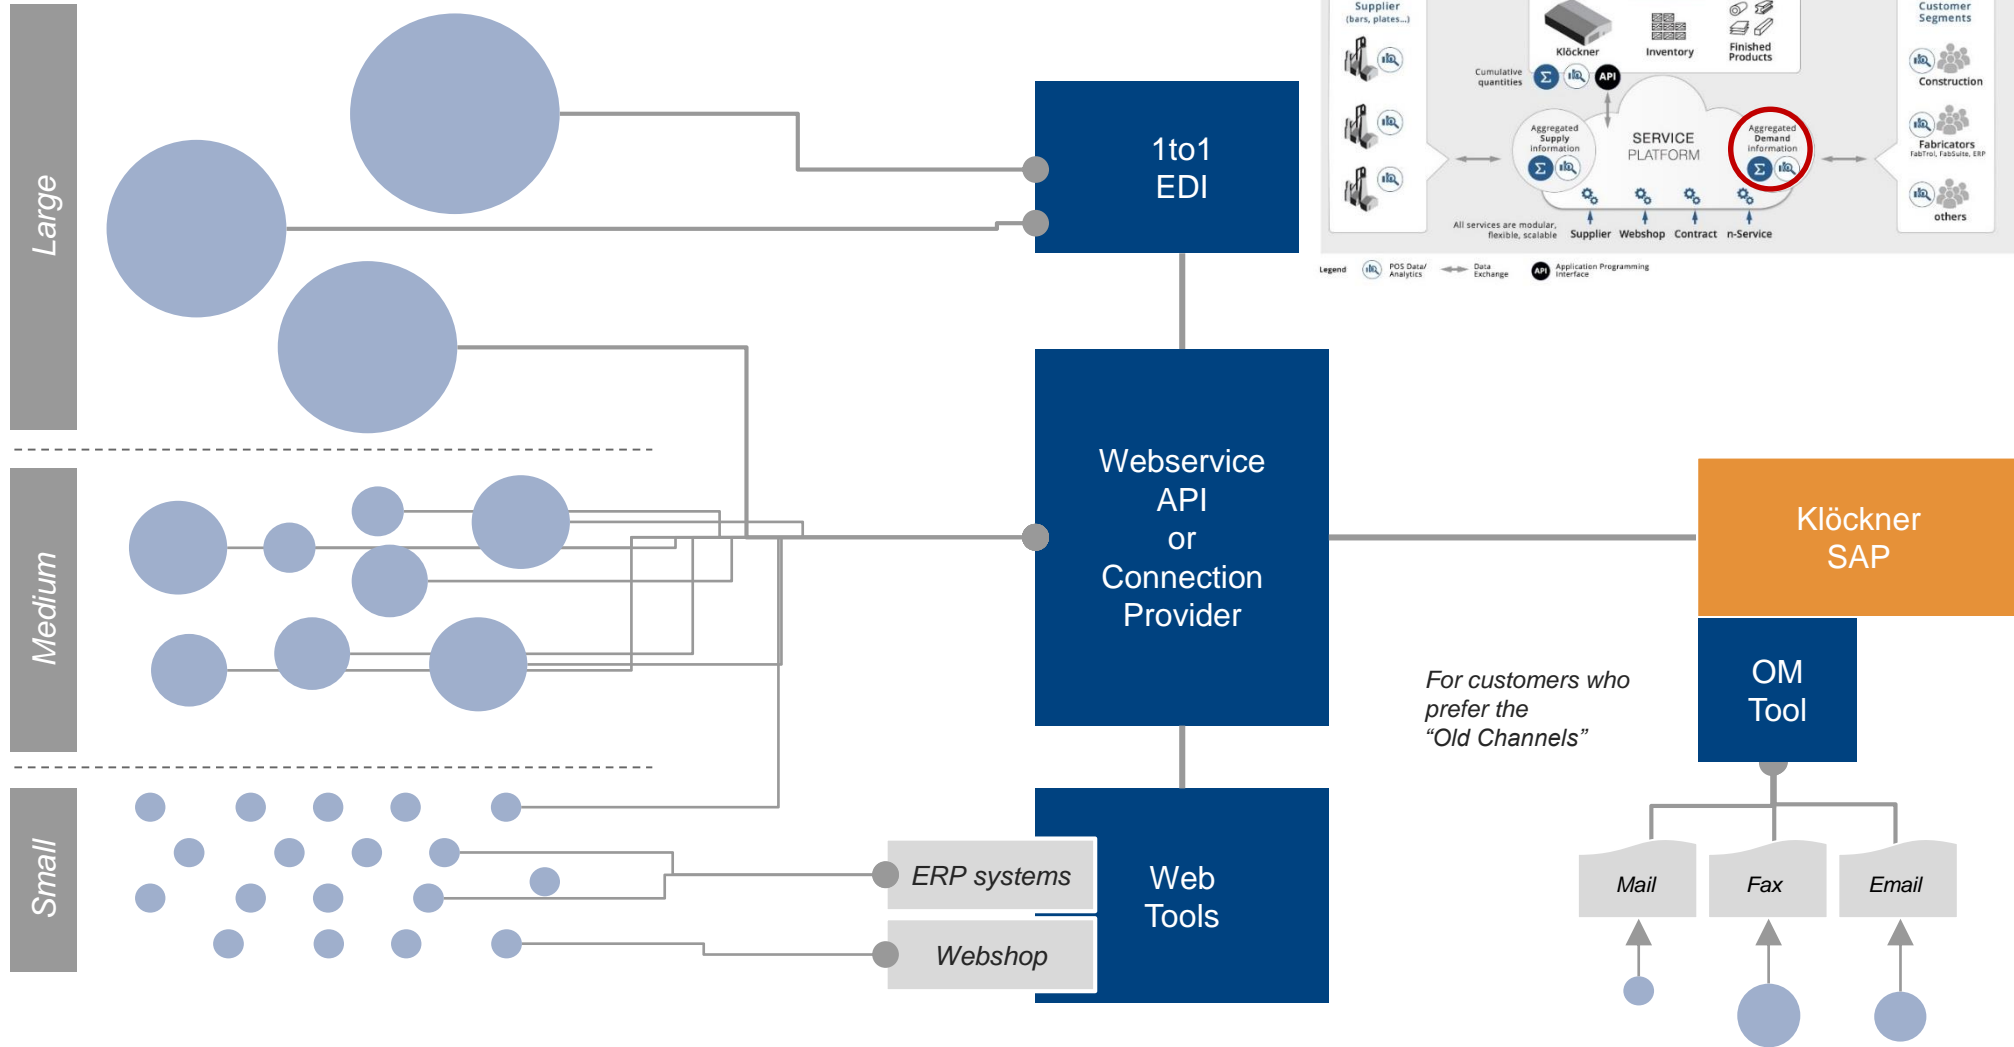 Large
Medium
Small
1to1
EDI
Webservice
API
or
Connection
Provider
Web
Tools
ERP systems
Webshop
Klöckner
SAP
OM
Tool
For customers who
prefer the
“Old Channels”
Mail
Fax
Email
Supplier
(bars, plates...)
Klöckner
Inventory
Finished
Products
Customer
Segments
Cumulative
quantities
Σ
API
Aggregated
Supply
information
Σ
SERVICE
PLATFORM
Aggregated
Demand
information
Σ
Construction
Fabricators
FabTrol, FabSuite, ERP
others
All services are modular,
flexible, scalable
Supplier Webshop Contract n-Service
Legend
POS Data/
Analytics
Data
Exchange
API
Application Programming
Interface